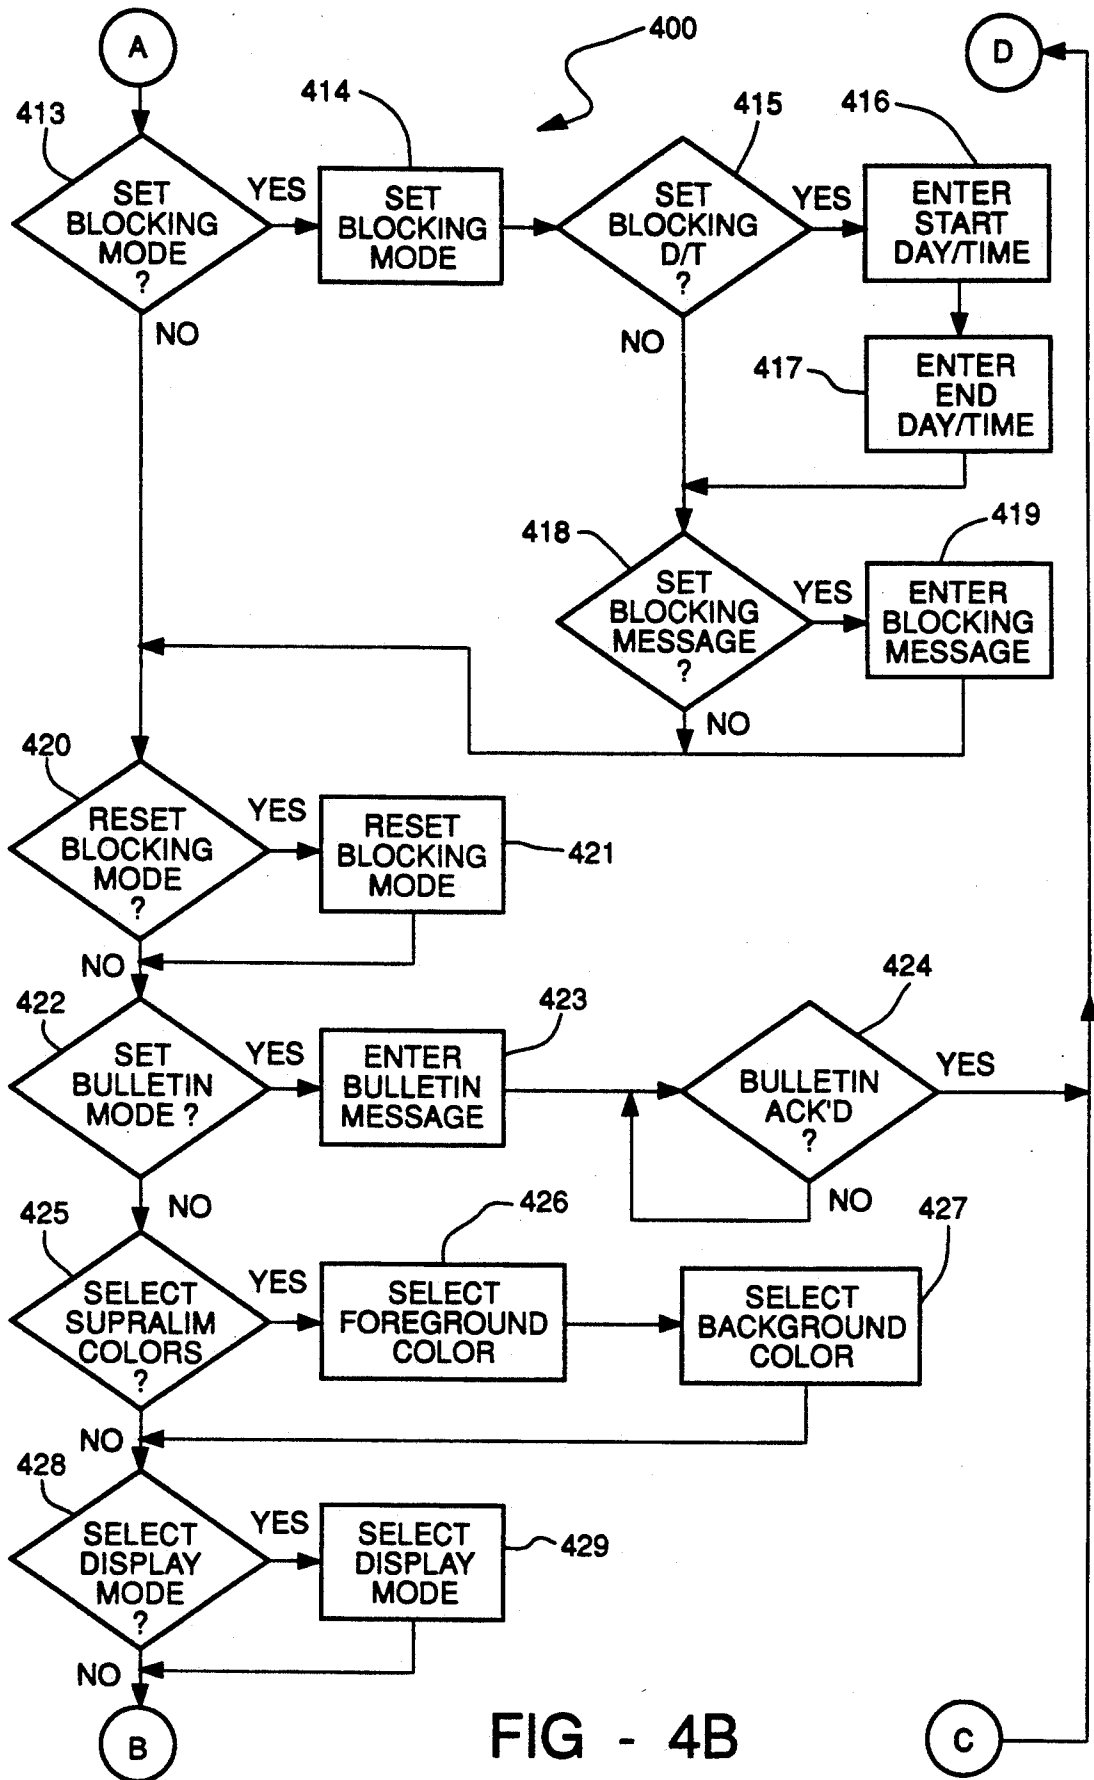 A
400
D
413
414
415
416
SET
BLOCKING
MODE
?
YES
SET
BLOCKING
MODE
SET
BLOCKING
D/T
?
YES
ENTER
START
DAY/TIME
NO
NO
417
ENTER
END
DAY/TIME
418
419
SET
BLOCKING
MESSAGE
?
YES
ENTER
BLOCKING
MESSAGE
NO
420
RESET
BLOCKING
MODE
?
YES
RESET
BLOCKING
MODE
421
NO
422
423
424
SET
BULLETIN
MODE ?
YES
ENTER
BULLETIN
MESSAGE
BULLETIN
ACK'D
?
YES
NO
NO
425
426
427
SELECT
SUPRALIM
COLORS
?
YES
SELECT
FOREGROUND
COLOR
SELECT
BACKGROUND
COLOR
NO
428
SELECT
DISPLAY
MODE
?
YES
SELECT
DISPLAY
MODE
429
NO
B
FIG - 4B
C